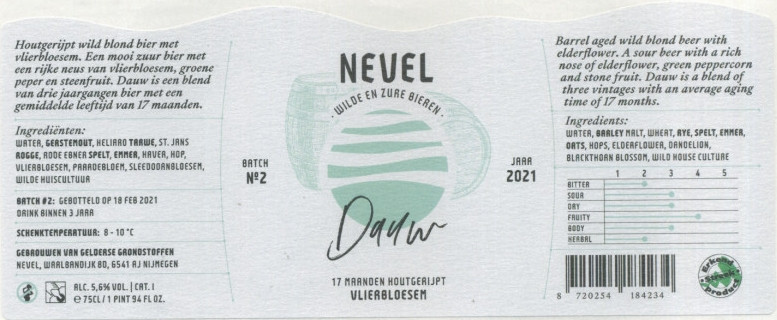 Houtgerijpt wild blond bier met
vlierbloesem. Een mooi zuur bier met
een rijke neus van vlierbloesem, groene
peper en steenfruit. Dauw is een blend
van drie jaargangen bier met een
gemiddelde leeftijd van 17 maanden.
Ingrediënten:
WATER, GERSTEMOUT, HELIARO TARWE, ST. JANS
ROGGE, RODE EBNER SPELT, EMMER, HAVER, HOP,
VLIERBLOESEM, PAARDEBLOEM, SLEEDOORNBLOESEM,
WILDE HUISCULTUUR
BATCH #2: GEBOTTELD OP 18 FEB 2021
DRINK BINNEN 3 JAAR
SCHENKTEMPERATUUR: 8 - 10 °C
GEBROUWEN VAN GELDERSE GRONDSTOFFEN
NEVEL, WAALBANDIJK 8D, 6541 AJ NIJMEGEN
ALC. 5,6% VOL. | CAT. I
e 75CL / 1 PINT 94 FL OZ.
BATCH
Nº2
NEVEL
· WILDE EN ZURE BIEREN ·
Dauw
17 MAANDEN HOUTGERIJPT
VLIERBLOESEM
JAAR
2021
Barrel aged wild blond beer with
elderflower. A sour beer with a rich
nose of elderflower, green peppercorn
and stone fruit. Dauw is a blend of
three vintages with an average aging
time of 17 months.
Ingredients:
WATER, BARLEY MALT, WHEAT, RYE, SPELT, EMMER,
OATS, HOPS, ELDERFLOWER, DANDELION,
BLACKTHORN BLOSSOM, WILD HOUSE CULTURE
1 2 3 4 5
BITTER
SOUR
DRY
FRUITY
BODY
HERBAL
8 720254 184234
Erkend
streek
product